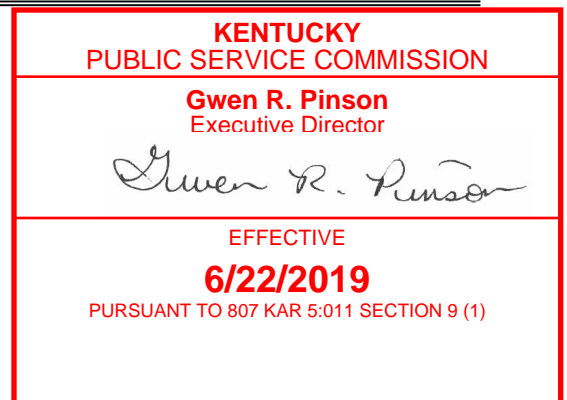 KENTUCKY
PUBLIC SERVICE COMMISSION
Gwen R. Pinson
Executive Director
Gwen R. Pinson
EFFECTIVE
6/22/2019
PURSUANT TO 807 KAR 5:011 SECTION 9 (1)